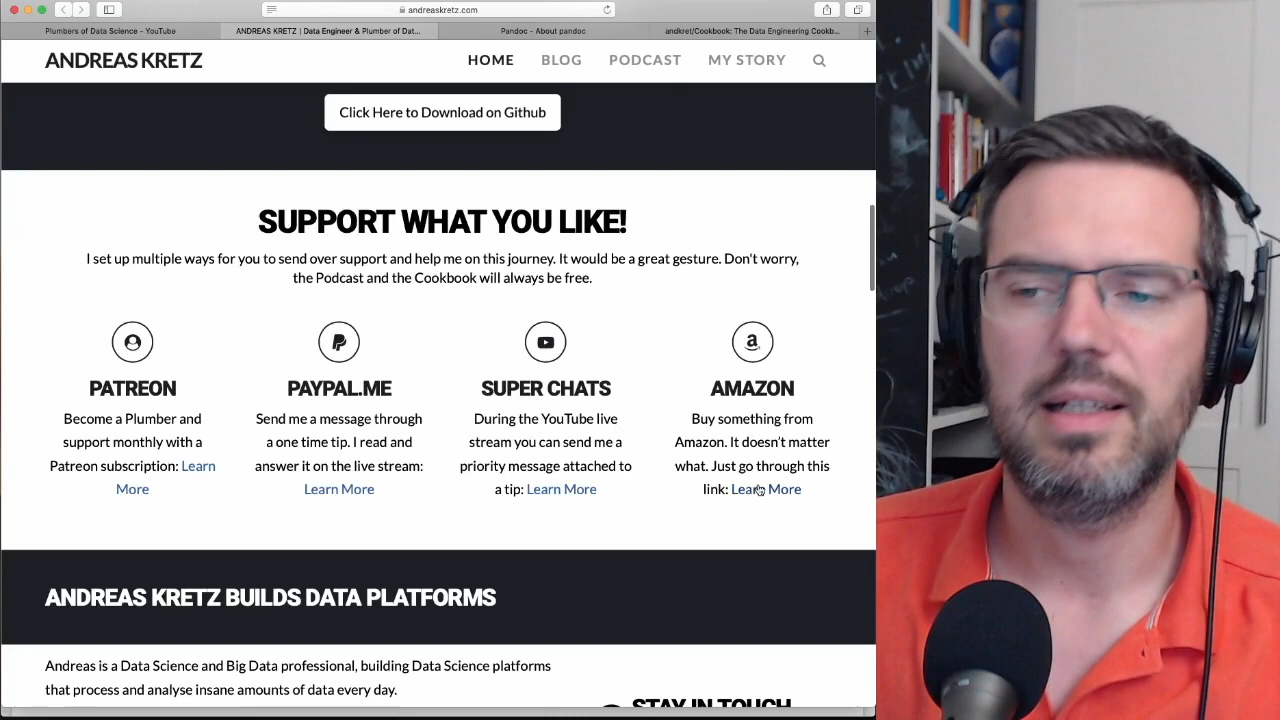 andreaskretz.com
Plumbers of Data Science - YouTube
ANDREAS KRETZ | Data Engineer & Plumber of Dat...
Pandoc - About pandoc
andkret/Cookbook: The Data Engineering Cookb...
ANDREAS KRETZ
HOME
BLOG
PODCAST
MY STORY
Click Here to Download on Github
SUPPORT WHAT YOU LIKE!
I set up multiple ways for you to send over support and help me on this journey. It would be a great gesture. Don't worry,
the Podcast and the Cookbook will always be free.
PATREON
Become a Plumber and
support monthly with a
Patreon subscription: Learn
More
PAYPAL.ME
Send me a message through
a one time tip. I read and
answer it on the live stream:
Learn More
SUPER CHATS
During the YouTube live
stream you can send me a
priority message attached to
a tip: Learn More
AMAZON
Buy something from
Amazon. It doesn't matter
what. Just go through this
link: Learn More
ANDREAS KRETZ BUILDS DATA PLATFORMS
Andreas is a Data Science and Big Data professional, building Data Science platforms
that process and analyse insane amounts of data every day.
STAY IN TOUCH